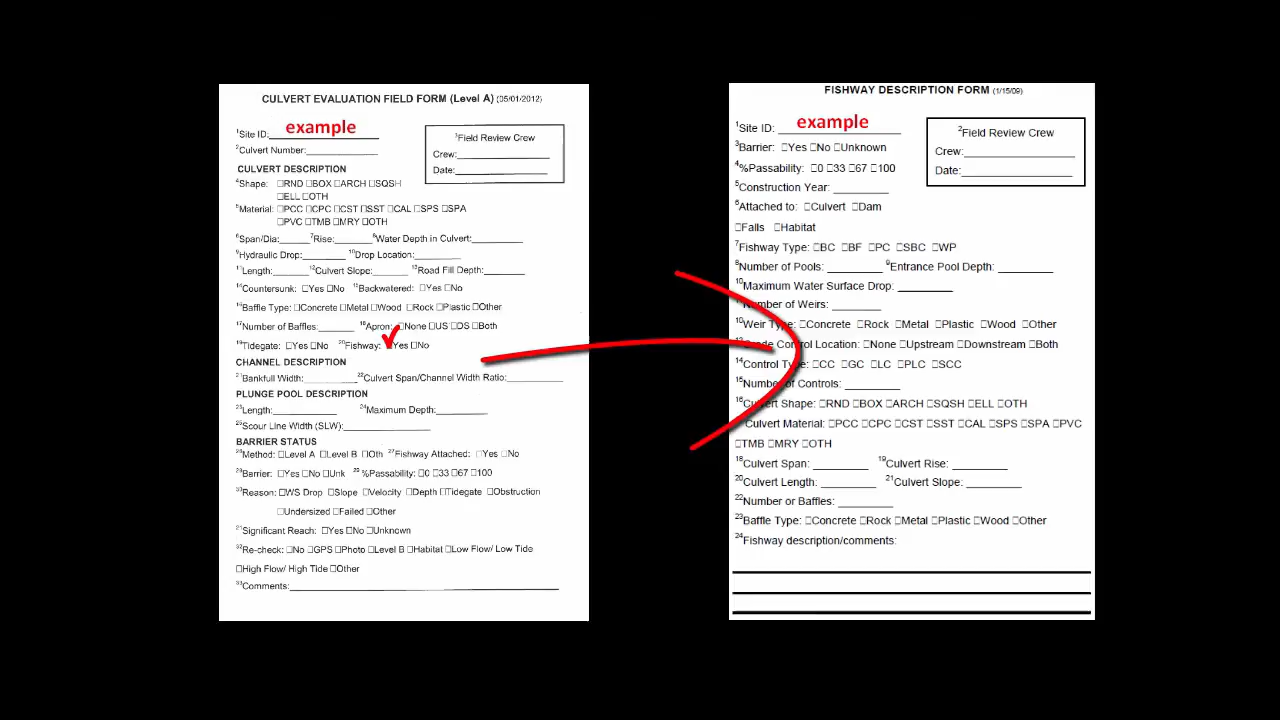 CULVERT EVALUATION FIELD FORM (Level A) (05/01/2012)
1Site ID: example
2Culvert Number:
3Field Review Crew
Crew:
Date:
CULVERT DESCRIPTION
4Shape: □RND □BOX □ARCH □SQSH
□ELL □OTH
5Material: □PCC □CPC □CST □SST □CAL □SPS □SPA
□PVC □TMB □MRY □OTH
6Span/Dia: 7Rise: 8Water Depth in Culvert:
9Hydraulic Drop: 10Drop Location:
11Length: 12Culvert Slope: 13Road Fill Depth:
14Countersunk: □Yes □No 15Backwatered: □Yes □No
16Baffle Type: □Concrete □Metal □Wood □Rock □Plastic □Other
17Number of Baffles: 18Apron: □None □US □DS □Both
19Tidegate: □Yes □No 20Fishway: ✓Yes □No
CHANNEL DESCRIPTION
21Bankfull Width: 22Culvert Span/Channel Width Ratio:
PLUNGE POOL DESCRIPTION
23Length: 24Maximum Depth:
25Scour Line Width (SLW):
BARRIER STATUS
26Method: □Level A □Level B □Oth 27Fishway Attached: □Yes □No
28Barrier: □Yes □No □Unk 29%Passability: □0 □33 □67 □100
30Reason: □WS Drop □Slope □Velocity □Depth □Tidegate □Obstruction
□Undersized □Failed □Other
31Significant Reach: □Yes □No □Unknown
32Re-check: □No □GPS □Photo □Level B □Habitat □Low Flow/ Low Tide
□High Flow/ High Tide □Other
33Comments:
FISHWAY DESCRIPTION FORM (1/15/09)
1Site ID: example
2Field Review Crew
Crew:
Date:
3Barrier: □Yes □No □Unknown
4%Passability: □0 □33 □67 □100
5Construction Year:
6Attached to: □Culvert □Dam
□Falls □Habitat
7Fishway Type: □BC □BF □PC □SBC □WP
8Number of Pools: 9Entrance Pool Depth:
10Maximum Water Surface Drop:
Number of Weirs:
10Weir Type: □Concrete □Rock □Metal □Plastic □Wood □Other
13Grade Control Location: □None □Upstream □Downstream □Both
14Control Type: □CC □GC □LC □PLC □SCC
15Number of Controls:
16Culvert Shape: □RND □BOX □ARCH □SQSH □ELL □OTH
Culvert Material: □PCC □CPC □CST □SST □CAL □SPS □SPA □PVC
□TMB □MRY □OTH
18Culvert Span: 19Culvert Rise:
20Culvert Length: 21Culvert Slope:
22Number or Baffles:
23Baffle Type: □Concrete □Rock □Metal □Plastic □Wood □Other
24Fishway description/comments: